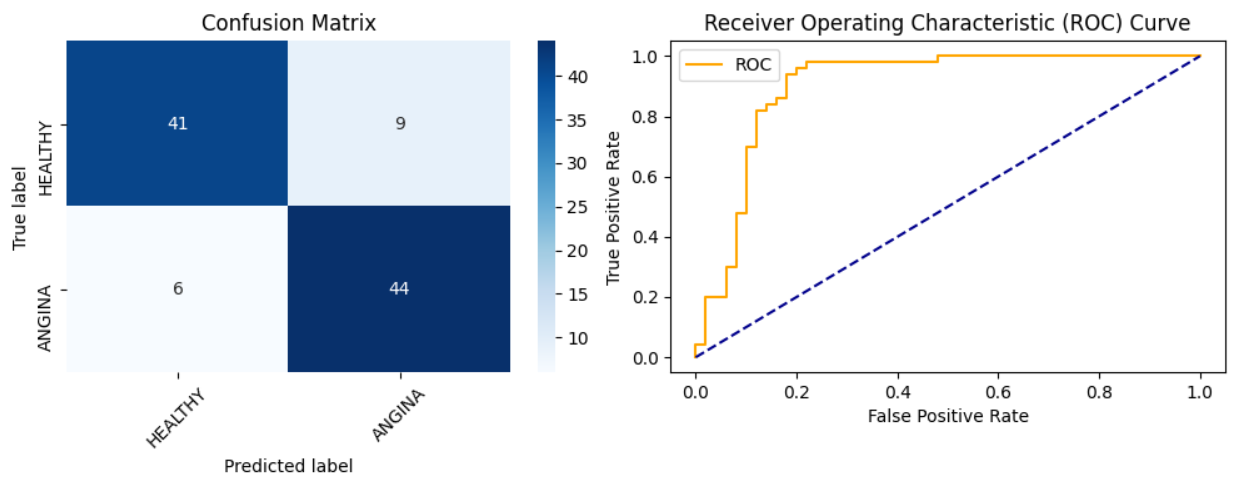 Confusion Matrix
True label
HEALTHY
ANGINA
41
9
6
44
HEALTHY
ANGINA
Predicted label
40
35
30
25
20
15
10
Receiver Operating Characteristic (ROC) Curve
ROC
True Positive Rate
1.0
0.8
0.6
0.4
0.2
0.0
0.0
0.2
0.4
0.6
0.8
1.0
False Positive Rate